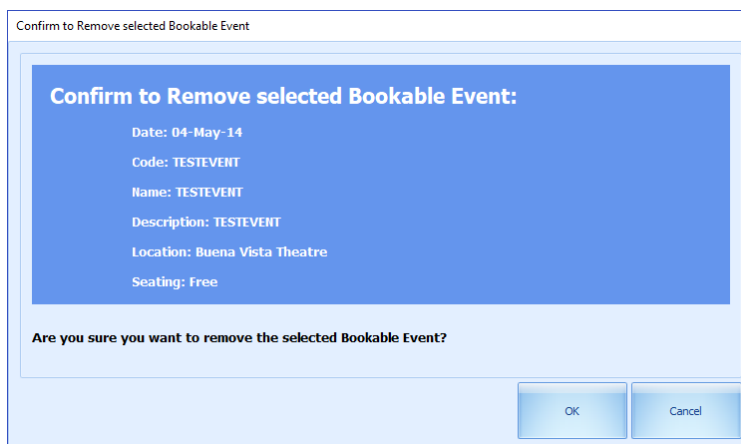 Confirm to Remove selected Bookable Event
Confirm to Remove selected Bookable Event:
Date: 04-May-14
Code: TESTEVENT
Name: TESTEVENT
Description: TESTEVENT
Location: Buena Vista Theatre
Seating: Free
Are you sure you want to remove the selected Bookable Event?
OK
Cancel